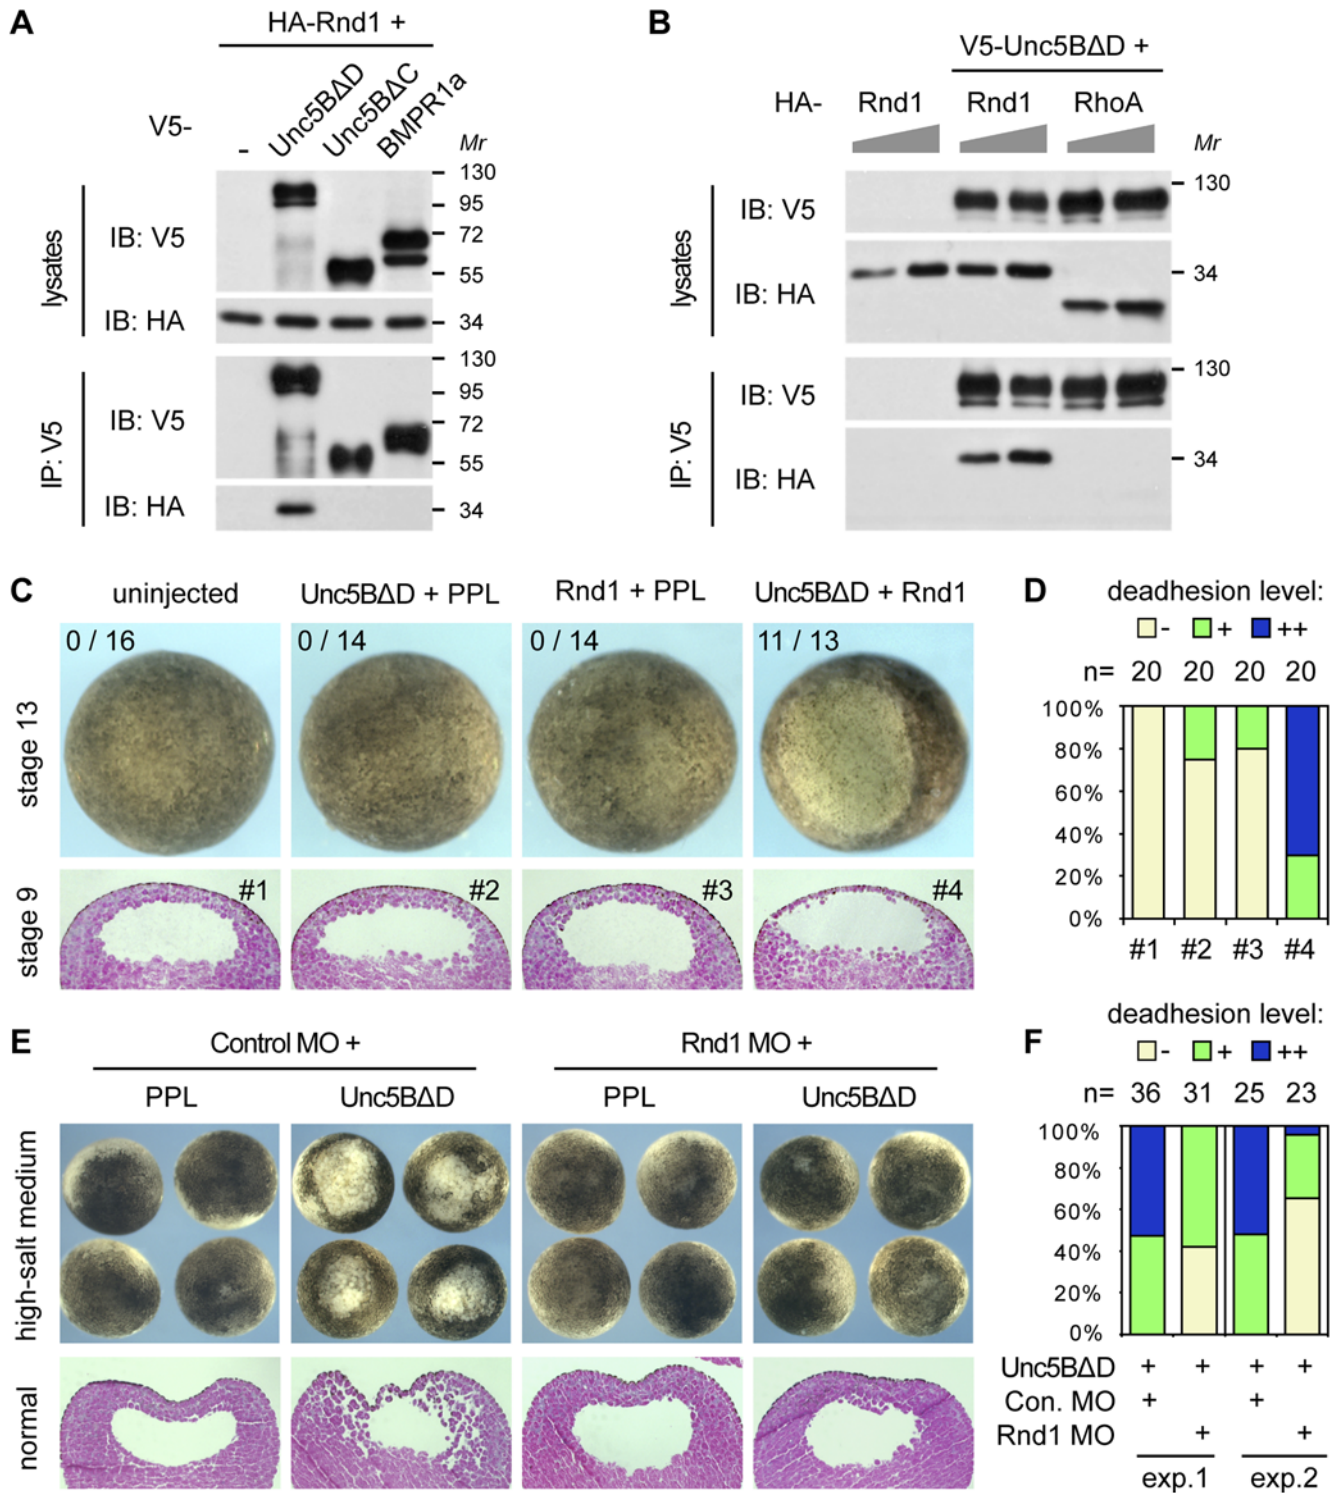 A
HA-Rnd1 +
V5-
-
Unc5BΔD
Unc5BΔC
BMPR1a
Mr
lysates
IB: V5
130
95
72
55
IB: HA
34
IP: V5
IB: V5
130
95
72
55
IB: HA
34
B
V5-Unc5BΔD +
HA-
Rnd1
Rnd1
RhoA
Mr
lysates
IB: V5
130
IB: HA
34
IP: V5
IB: V5
130
IB: HA
34
C
uninjected
Unc5BΔD + PPL
Rnd1 + PPL
Unc5BΔD + Rnd1
stage 13
0 / 16
0 / 14
0 / 14
11 / 13
stage 9
#1
#2
#3
#4
D
deadhesion level:
- + ++
n= 20 20 20 20
100%
80%
60%
40%
20%
0%
#1 #2 #3 #4
E
Control MO +
Rnd1 MO +
PPL
Unc5BΔD
PPL
Unc5BΔD
high-salt medium
normal
F
deadhesion level:
- + ++
n= 36 31 25 23
100%
80%
60%
40%
20%
0%
Unc5BΔD + + + +
Con. MO + +
Rnd1 MO + +
exp.1 exp.2